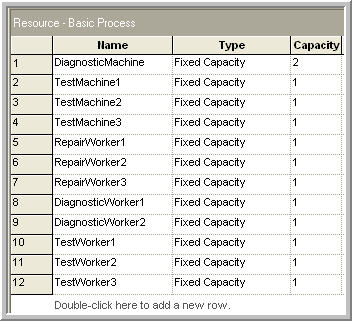 Resource - Basic Process
Name Type Capacity
1 DiagnosticMachine Fixed Capacity 2
2 TestMachine1 Fixed Capacity 1
3 TestMachine2 Fixed Capacity 1
4 TestMachine3 Fixed Capacity 1
5 RepairWorker1 Fixed Capacity 1
6 RepairWorker2 Fixed Capacity 1
7 RepairWorker3 Fixed Capacity 1
8 DiagnosticWorker1 Fixed Capacity 1
9 DiagnosticWorker2 Fixed Capacity 1
10 TestWorker1 Fixed Capacity 1
11 TestWorker2 Fixed Capacity 1
12 TestWorker3 Fixed Capacity 1
Double-click here to add a new row.